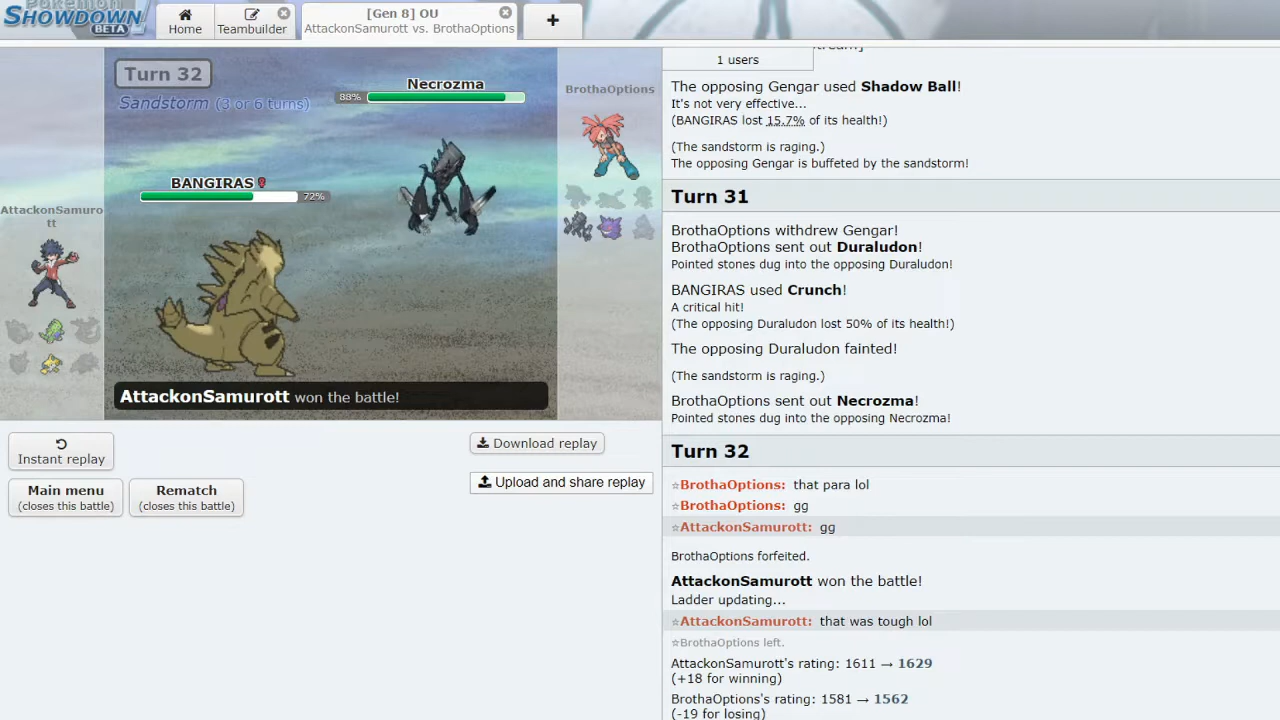 Pokémon
SHOWDOWN
BETA
Home
Teambuilder
[Gen 8] OU
AttackonSamurott vs. BrothaOptions
+
Turn 32
Sandstorm (3 or 6 turns)
Necrozma
88%
BANGIRAS
72%
BrothaOptions
AttackonSamuro
tt
AttackonSamurott won the battle!
Instant replay
Download replay
Upload and share replay
Main menu
(closes this battle)
Rematch
(closes this battle)
1 users
The opposing Gengar used Shadow Ball!
It's not very effective...
(BANGIRAS lost 15.7% of its health!)
(The sandstorm is raging.)
The opposing Gengar is buffeted by the sandstorm!
Turn 31
BrothaOptions withdrew Gengar!
BrothaOptions sent out Duraludon!
Pointed stones dug into the opposing Duraludon!
BANGIRAS used Crunch!
A critical hit!
(The opposing Duraludon lost 50% of its health!)
The opposing Duraludon fainted!
(The sandstorm is raging.)
BrothaOptions sent out Necrozma!
Pointed stones dug into the opposing Necrozma!
Turn 32
☆BrothaOptions: that para lol
☆BrothaOptions: gg
☆AttackonSamurott: gg
BrothaOptions forfeited.
AttackonSamurott won the battle!
Ladder updating...
☆AttackonSamurott: that was tough lol
☆BrothaOptions left.
AttackonSamurott's rating: 1611 → 1629
(+18 for winning)
BrothaOptions's rating: 1581 → 1562
(-19 for losing)